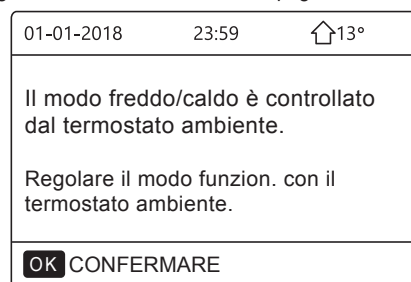 01-01-2018 23:59 13°
Il modo freddo/caldo è controllato
dal termostato ambiente.
Regolare il modo funzion. con il
termostato ambiente.
OK CONFERMARE